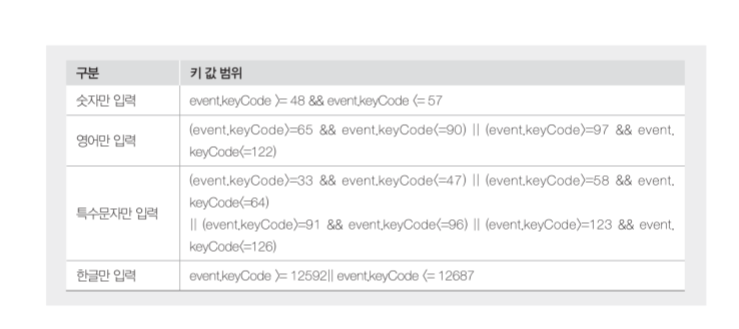 구분 키 값 범위
숫자만 입력 event.keyCode >= 48 && event.keyCode <= 57
영어만 입력 (event.keyCode>=65 && event.keyCode<=90) || (event.keyCode>=97 && event.
keyCode<=122)
특수문자만 입력 (event.keyCode>=33 && event.keyCode<=47) || (event.keyCode>=58 && event.
keyCode<=64)
|| (event.keyCode>=91 && event.keyCode<=96) || (event.keyCode>=123 && event.
keyCode<=126)
한글만 입력 event.keyCode >= 12592|| event.keyCode <= 12687